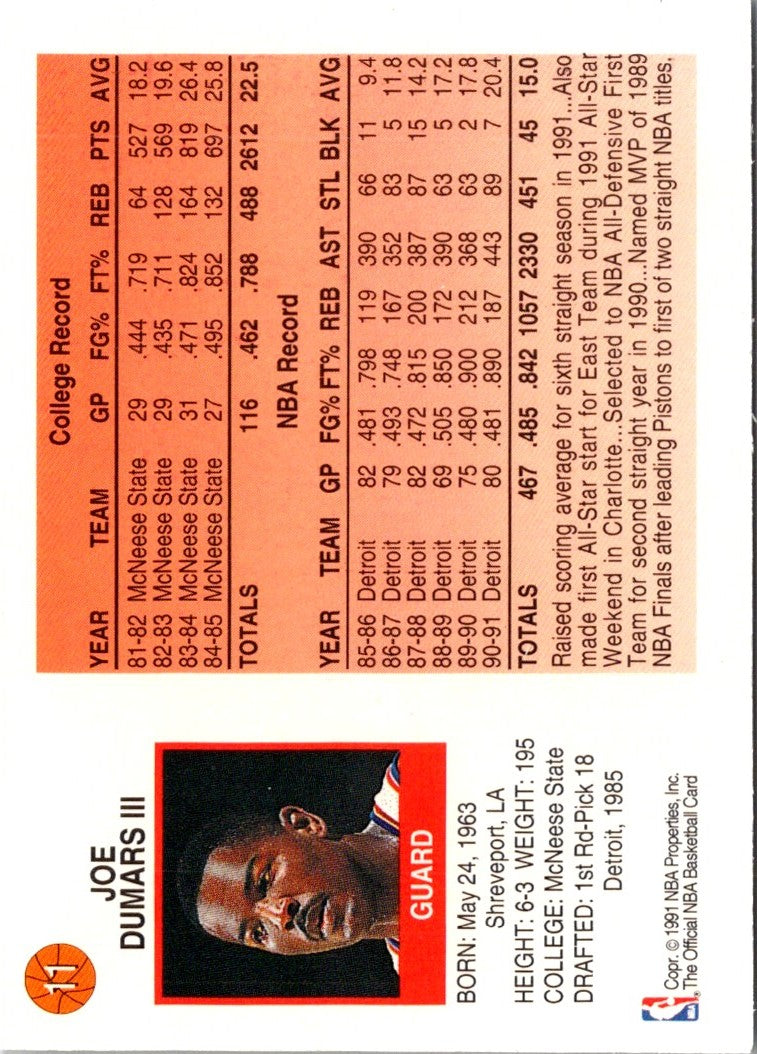 11
JOE
DUMARS III
GUARD
BORN: May 24, 1963
Shreveport, LA
HEIGHT: 6-3 WEIGHT: 195
COLLEGE: McNeese State
DRAFTED: 1st Rd-Pick 18
Detroit, 1985
NBA
®
Copr. © 1991 NBA Properties, Inc.
The Official NBA Basketball Card
College Record
YEAR TEAM GP FG% FT% REB PTS AVG
81-82 McNeese State 29 .444 .719 64 527 18.2
82-83 McNeese State 29 .435 .711 128 569 19.6
83-84 McNeese State 31 .471 .824 164 819 26.4
84-85 McNeese State 27 .495 .852 132 697 25.8
TOTALS 116 .462 .788 488 2612 22.5
NBA Record
YEAR TEAM GP FG% FT% REB AST STL BLK AVG
85-86 Detroit 82 .481 .798 119 390 66 11 9.4
86-87 Detroit 79 .493 .748 167 352 83 5 11.8
87-88 Detroit 82 .472 .815 200 387 87 15 14.2
88-89 Detroit 69 .505 .850 172 390 63 5 17.2
89-90 Detroit 75 .480 .900 212 368 63 2 17.8
90-91 Detroit 80 .481 .890 187 443 89 7 20.4
TOTALS 467 .485 .842 1057 2330 451 45 15.0
Raised scoring average for sixth straight season in 1991...Also
made first All-Star start for East Team during 1991 All-Star
Weekend in Charlotte...Selected to NBA All-Defensive First
Team for second straight year in 1990...Named MVP of 1989
NBA Finals after leading Pistons to first of two straight NBA titles.